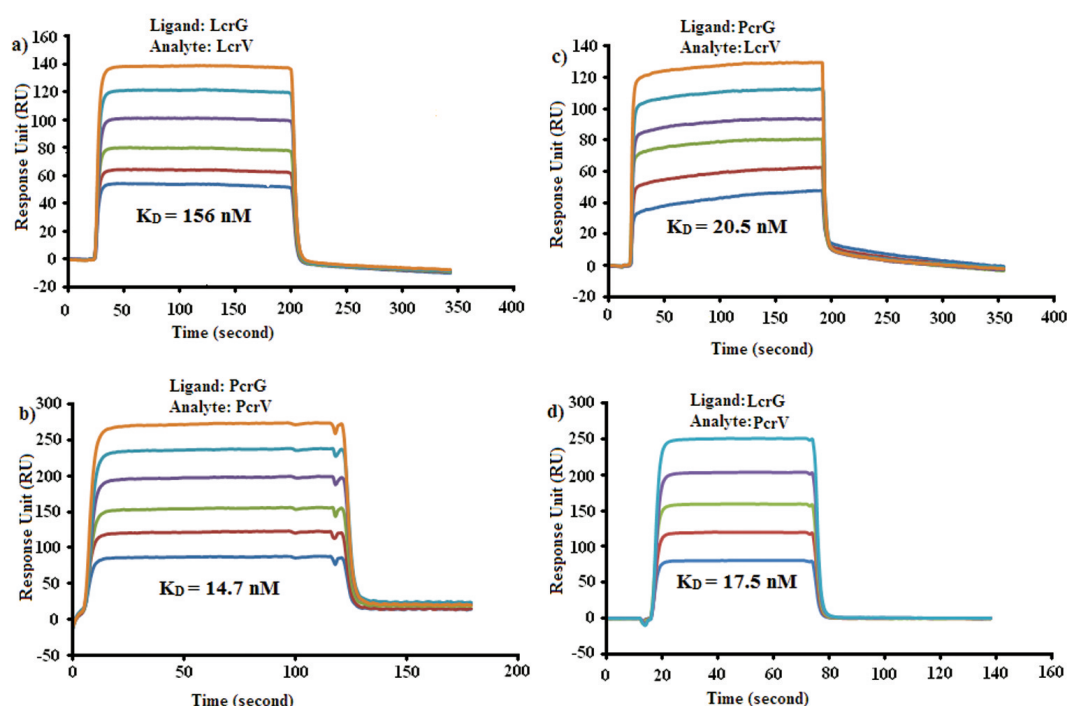 a)
Ligand: LcrG
Analyte: LcrV
Response Unit (RU)
160
140
120
100
80
60
40
20
0
-20
K_D = 156 nM
0 50 100 150 200 250 300 350 400
Time (second)
c)
Ligand: PcrG
Analyte: LcrV
Response Unit (RU)
140
120
100
80
60
40
20
0
-20
K_D = 20.5 nM
0 50 100 150 200 250 300 350 400
Time (second)
b)
Ligand: PcrG
Analyte: PcrV
Response Unit (RU)
300
250
200
150
100
50
0
-50
K_D = 14.7 nM
0 50 100 150 200
Time (second)
d)
Ligand: LcrG
Analyte: PcrV
Response Unit (RU)
300
250
200
150
100
50
0
-50
K_D = 17.5 nM
0 20 40 60 80 100 120 140 160
Time (second)